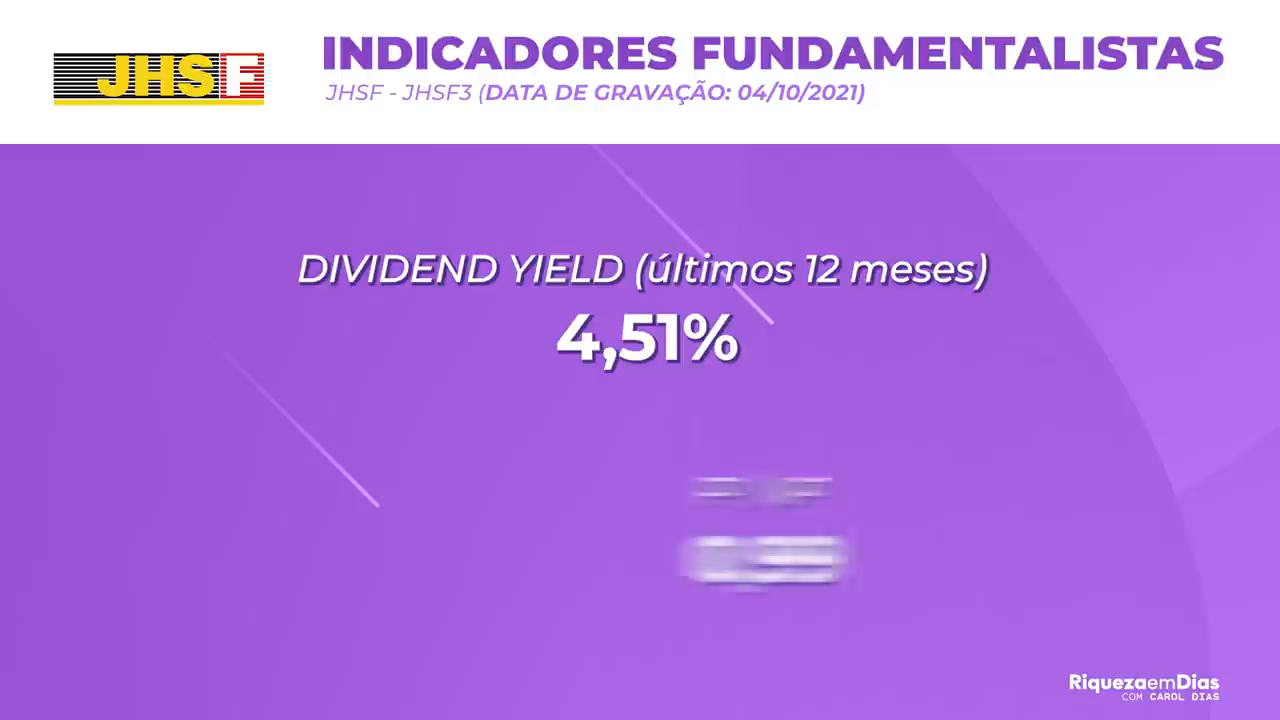 JHSF
INDICADORES FUNDAMENTALISTAS
JHSF - JHSF3 (DATA DE GRAVAÇÃO: 04/10/2021)
DIVIDEND YIELD (últimos 12 meses)
4,51%
RiquezaemDias
COM CAROL DIAS